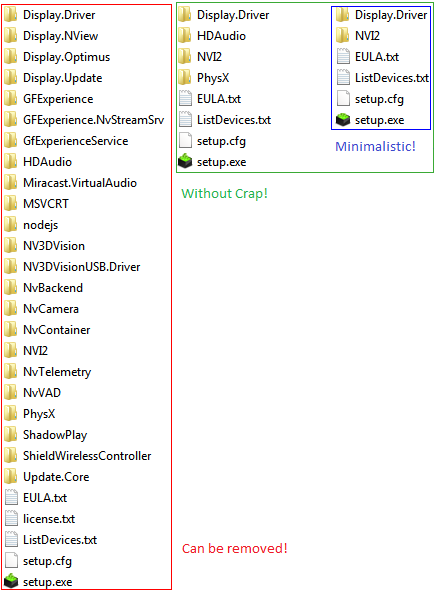 Display.Driver
Display.NView
Display.Optimus
Display.Update
GFExperience
GFExperience.NvStreamSrv
GfExperienceService
HDAudio
Miracast.VirtualAudio
MSVCRT
nodejs
NV3DVision
NV3DVisionUSB.Driver
NvBackend
NvCamera
NvContainer
NVI2
NvTelemetry
NvVAD
PhysX
ShadowPlay
ShieldWirelessController
Update.Core
EULA.txt
license.txt
ListDevices.txt
setup.cfg
setup.exe
Display.Driver
HDAudio
NVI2
PhysX
EULA.txt
ListDevices.txt
setup.cfg
setup.exe
Without Crap!
Display.Driver
NVI2
EULA.txt
ListDevices.txt
setup.cfg
setup.exe
Minimalistic!
Can be removed!